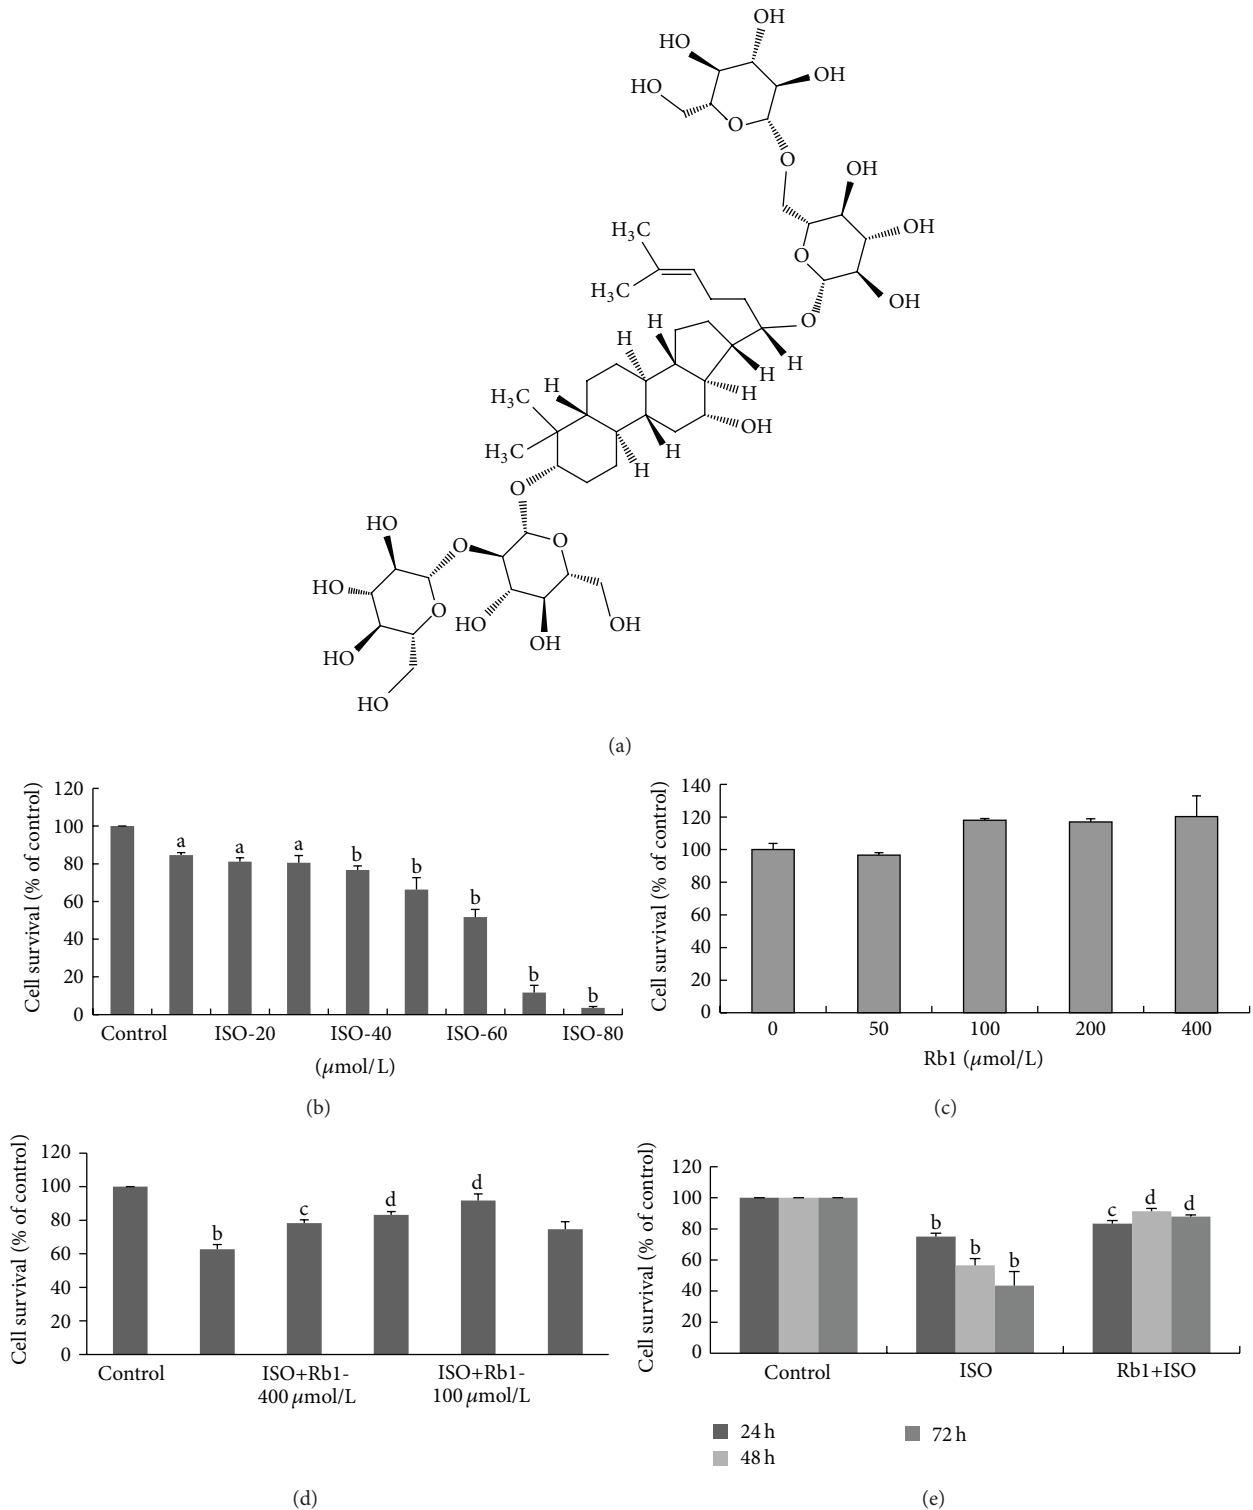 OH
HO
OH
HO
O
O
OH
OH
O
H₃C
H₃C
OH
O
H
H
H
H
H
H₃C
H
OH
H₃C
H
H
O
HO
O
O
HO
O
HO
OH
OH
HO
HO
(a)
Cell survival (% of control)
120
100
80
60
40
20
0
a
a
a
b
b
b
b
b
Control
ISO-20
ISO-40
ISO-60
ISO-80
(μmol/L)
(b)
Cell survival (% of control)
140
120
100
80
60
40
20
0
0
50
100
200
400
Rb1 (μmol/L)
(c)
Cell survival (% of control)
120
100
80
60
40
20
0
b
c
d
d
Control
ISO+Rb1-
400 μmol/L
ISO+Rb1-
100 μmol/L
(d)
Cell survival (% of control)
120
100
80
60
40
20
0
b
b
b
c
d
d
Control
ISO
Rb1+ISO
24 h
48 h
72 h
(e)